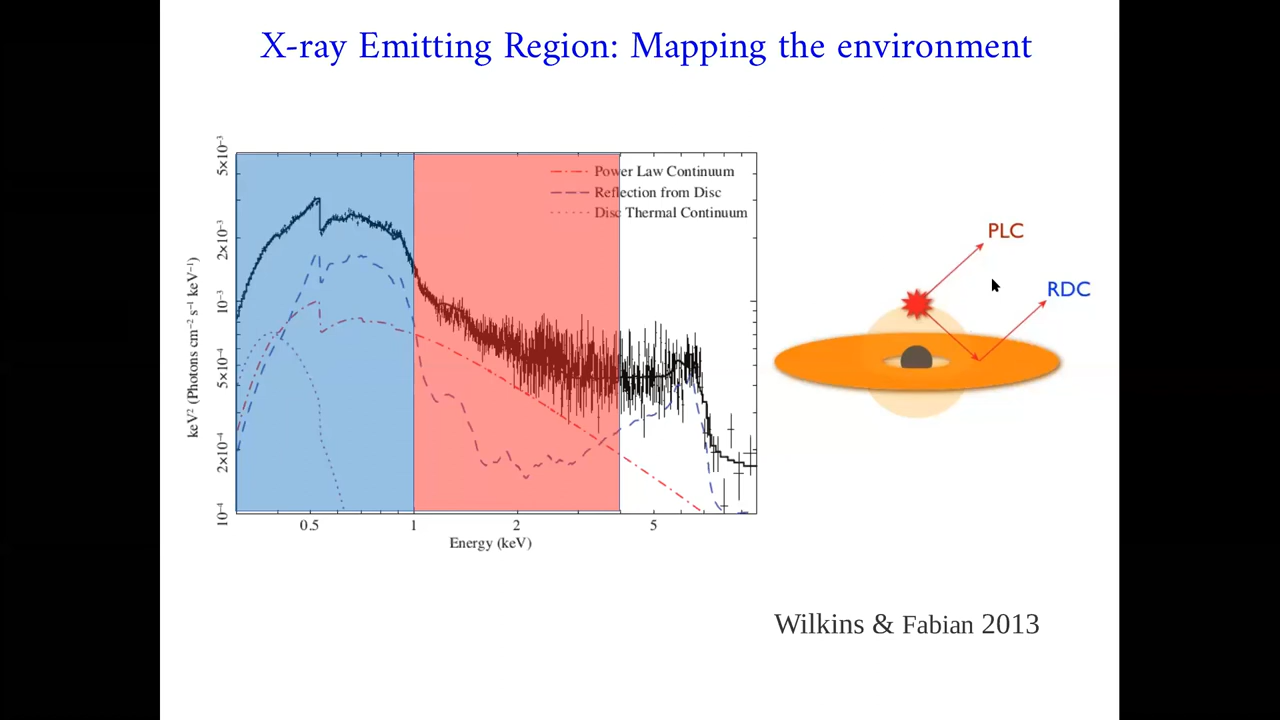 X-ray Emitting Region: Mapping the environment
5×10⁻³
2×10⁻³
10⁻³
5×10⁻⁴
2×10⁻⁴
10⁻⁴
keV² (Photons cm⁻² s⁻¹ keV⁻¹)
Power Law Continuum
Reflection from Disc
Disc Thermal Continuum
0.5 1 2 5
Energy (keV)
PLC
RDC
Wilkins & Fabian 2013